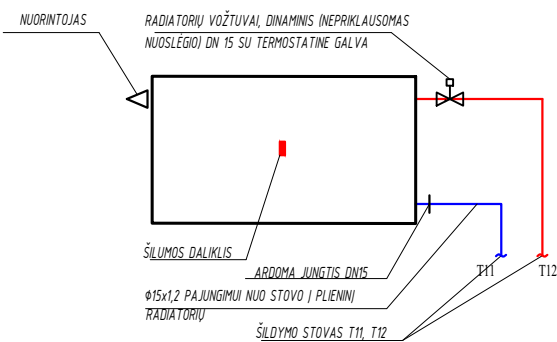 NUORINTOJAS
RADIATORIŲ VOŽTUVAI, DINAMINIS (NEPRIKLAUSOMAS
NUOSLĖGIO) DN 15 SU TERMOSTATINE GALVA
ŠILUMOS DALIKLIS
ARDOMA JUNGTIS DN15
T11
T12
Φ15x1,2 PAJUNGIMUI NUO STOVO Į PLIENINĮ
RADIATORIŲ
ŠILDYMO STOVAS T11, T12